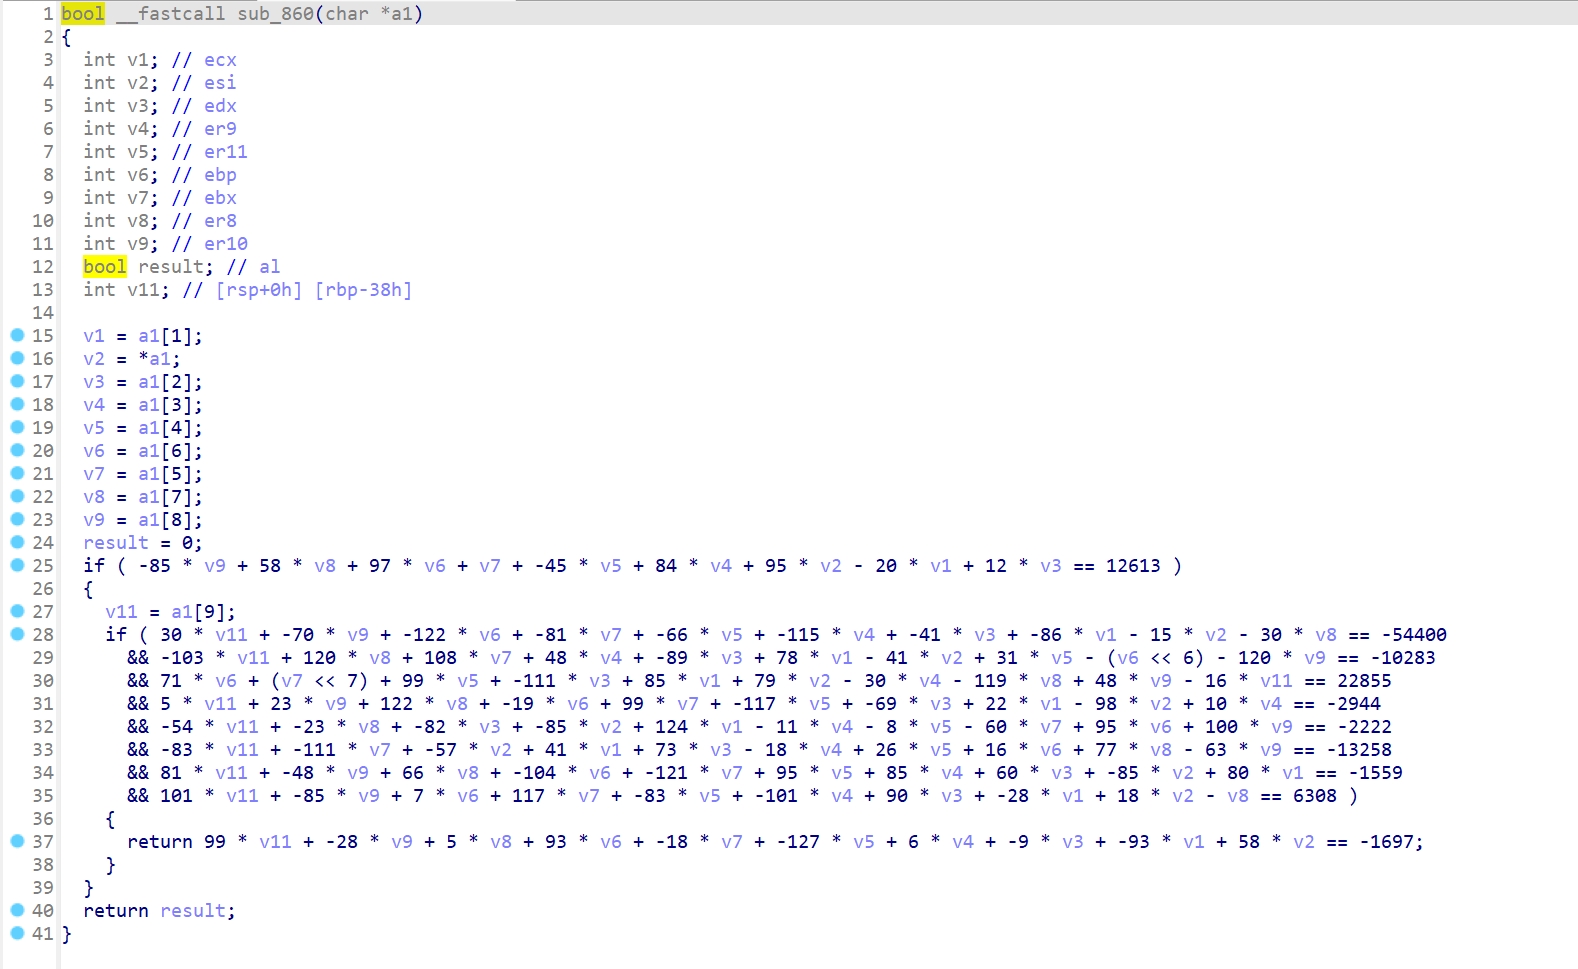 1 bool __fastcall sub_860(char *a1)
2 {
3 int v1; // ecx
4 int v2; // esi
5 int v3; // edx
6 int v4; // er9
7 int v5; // er11
8 int v6; // ebp
9 int v7; // ebx
10 int v8; // er8
11 int v9; // er10
12 bool result; // al
13 int v11; // [rsp+0h] [rbp-38h]
14
15 v1 = a1[1];
16 v2 = *a1;
17 v3 = a1[2];
18 v4 = a1[3];
19 v5 = a1[4];
20 v6 = a1[6];
21 v7 = a1[5];
22 v8 = a1[7];
23 v9 = a1[8];
24 result = 0;
25 if ( -85 * v9 + 58 * v8 + 97 * v6 + v7 + -45 * v5 + 84 * v4 + 95 * v2 - 20 * v1 + 12 * v3 == 12613 )
26 {
27 v11 = a1[9];
28 if ( 30 * v11 + -70 * v9 + -122 * v6 + -81 * v7 + -66 * v5 + -115 * v4 + -41 * v3 + -86 * v1 - 15 * v2 - 30 * v8 == -54400
29 && -103 * v11 + 120 * v8 + 108 * v7 + 48 * v4 + -89 * v3 + 78 * v1 - 41 * v2 + 31 * v5 - (v6 << 6) - 120 * v9 == -10283
30 && 71 * v6 + (v7 << 7) + 99 * v5 + -111 * v3 + 85 * v1 + 79 * v2 - 30 * v4 - 119 * v8 + 48 * v9 - 16 * v11 == 22855
31 && 5 * v11 + 23 * v9 + 122 * v8 + -19 * v6 + 99 * v7 + -117 * v5 + -69 * v3 + 22 * v1 - 98 * v2 + 10 * v4 == -2944
32 && -54 * v11 + -23 * v8 + -82 * v3 + -85 * v2 + 124 * v1 - 11 * v4 - 8 * v5 - 60 * v7 + 95 * v6 + 100 * v9 == -2222
33 && -83 * v11 + -111 * v7 + -57 * v2 + 41 * v1 + 73 * v3 - 18 * v4 + 26 * v5 + 16 * v6 + 77 * v8 - 63 * v9 == -13258
34 && 81 * v11 + -48 * v9 + 66 * v8 + -104 * v6 + -121 * v7 + 95 * v5 + 85 * v4 + 60 * v3 + -85 * v2 + 80 * v1 == -1559
35 && 101 * v11 + -85 * v9 + 7 * v6 + 117 * v7 + -83 * v5 + -101 * v4 + 90 * v3 + -28 * v1 + 18 * v2 - v8 == 6308 )
36 {
37 return 99 * v11 + -28 * v9 + 5 * v8 + 93 * v6 + -18 * v7 + -127 * v5 + 6 * v4 + -9 * v3 + -93 * v1 + 58 * v2 == -1697;
38 }
39 }
40 return result;
41 }